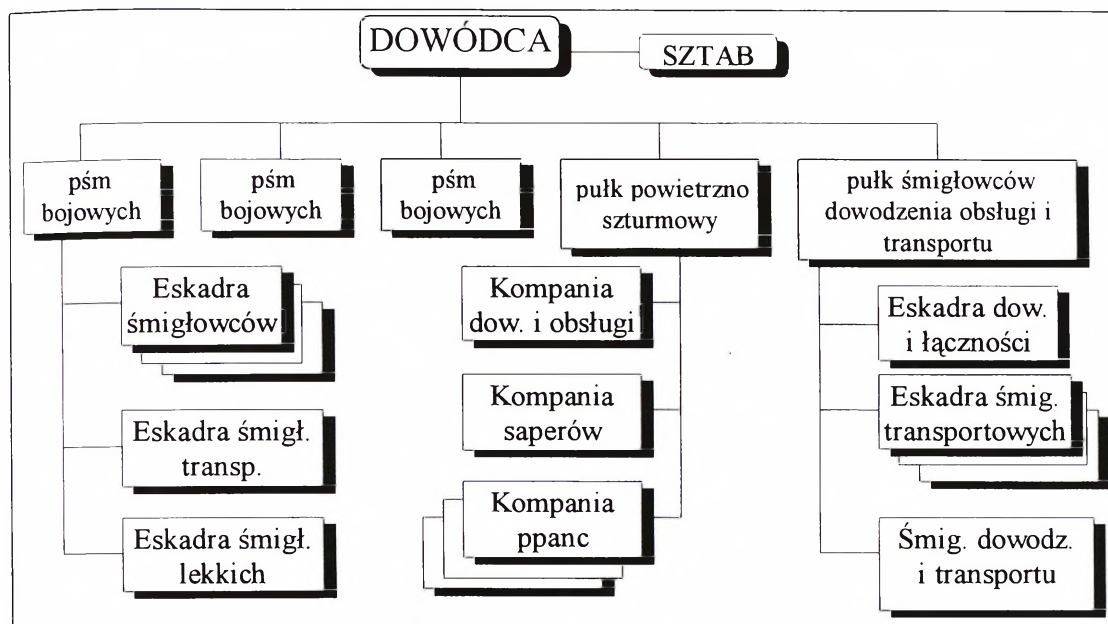 DOWÓDCA
SZTAB
pśm
bojowych
pśm
bojowych
pśm
bojowych
pułk powietrzno
szturmowy
pułk śmigłowców
dowodzenia obsługi i
transportu
Eskadra
śmigłowców
Eskadra śmigł.
transp.
Eskadra śmigł.
lekkich
Kompania
dow. i obsługi
Kompania
saperów
Kompania
ppanc
Eskadra dow.
i łączności
Eskadra śmig.
transportowych
Śmig. dowodz.
i transportu